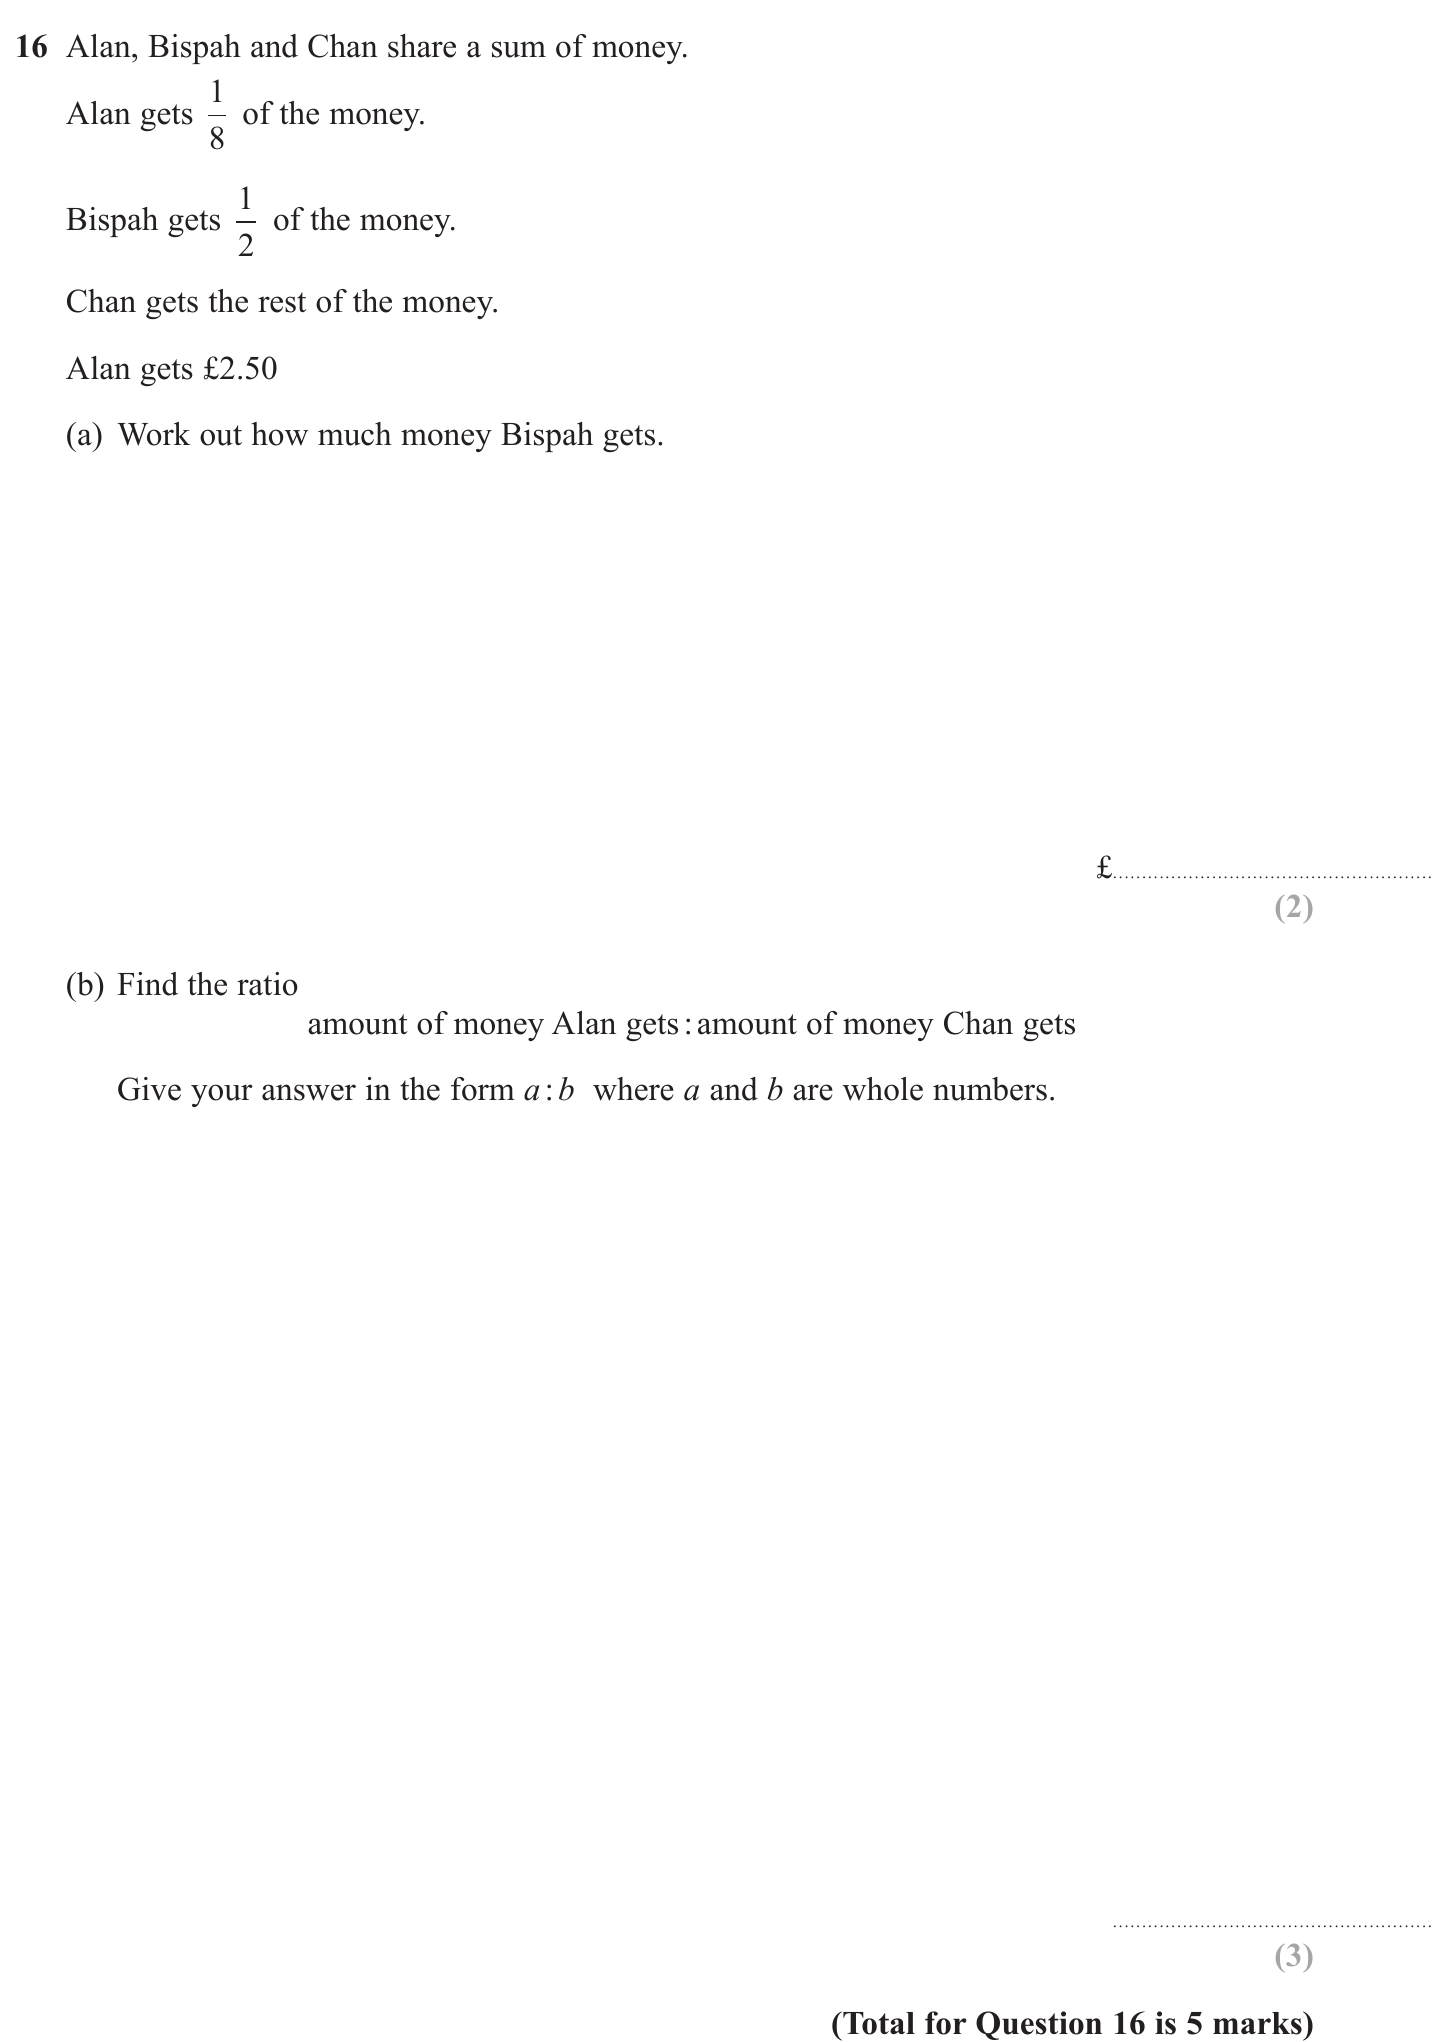 16 Alan, Bispah and Chan share a sum of money.
Alan gets 1/8 of the money.
Bispah gets 1/2 of the money.
Chan gets the rest of the money.
Alan gets £2.50
(a) Work out how much money Bispah gets.
£......................................................
(2)
(b) Find the ratio
amount of money Alan gets : amount of money Chan gets
Give your answer in the form a : b where a and b are whole numbers.
......................................................
(3)
(Total for Question 16 is 5 marks)